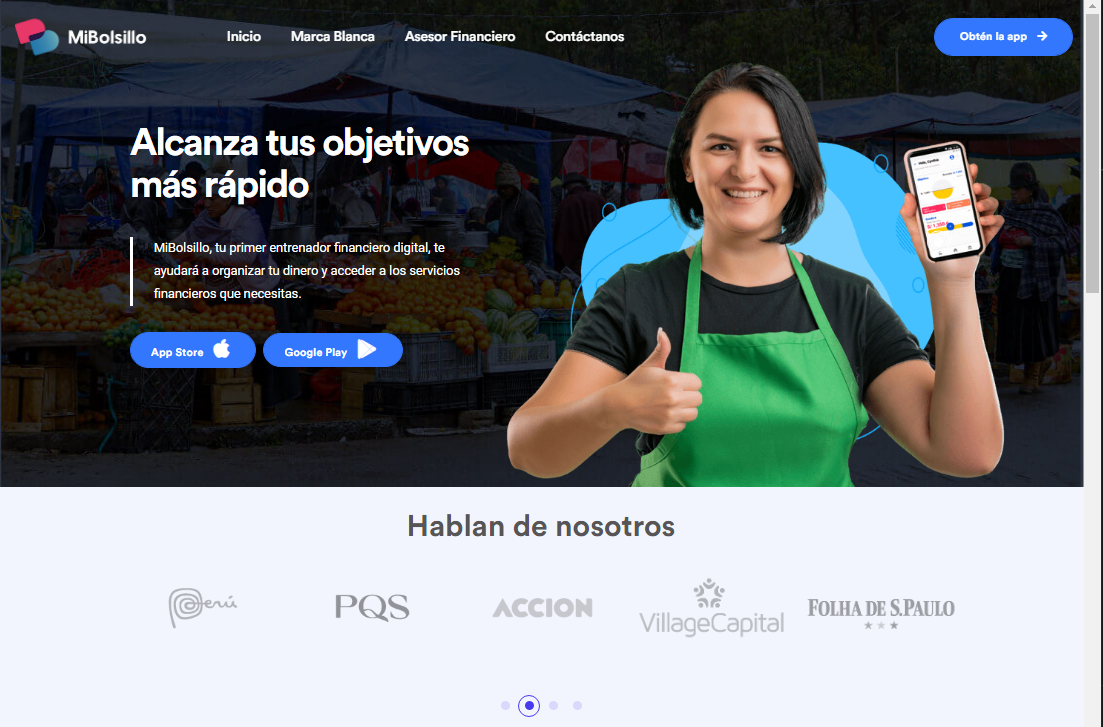 MiBolsillo
Inicio
Marca Blanca
Asesor Financiero
Contáctanos
Obtén la app
Alcanza tus objetivos
más rápido
MiBolsillo, tu primer entrenador financiero digital, te
ayudará a organizar tu dinero y acceder a los servicios
financieros que necesitas.
App Store
Google Play
Hablan de nosotros
Perú
PQS
ACCION
VillageCapital
FOLHA DE S.PAULO